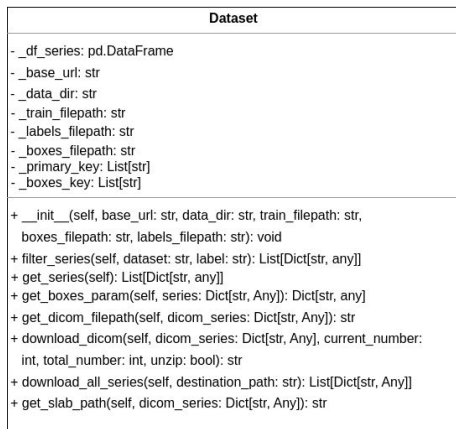 Dataset
- _df_series: pd.DataFrame
- _base_url: str
- _data_dir: str
- _train_filepath: str
- _labels_filepath: str
- _boxes_filepath: str
- _primary_key: List[str]
- _boxes_key: List[str]
+ __init__(self, base_url: str, data_dir: str, train_filepath: str,
boxes_filepath: str, labels_filepath: str): void
+ filter_series(self, dataset: str, label: str): List[Dict[str, any]]
+ get_series(self): List[Dict[str, any]]
+ get_boxes_param(self, series: Dict[str, Any]): Dict[str, any]
+ get_dicom_filepath(self, dicom_series: Dict[str, Any]): str
+ download_dicom(self, dicom_series: Dict[str, Any], current_number:
int, total_number: int, unzip: bool): str
+ download_all_series(self, destination_path: str): List[Dict[str, Any]]
+ get_slab_path(self, dicom_series: Dict[str, Any]): str